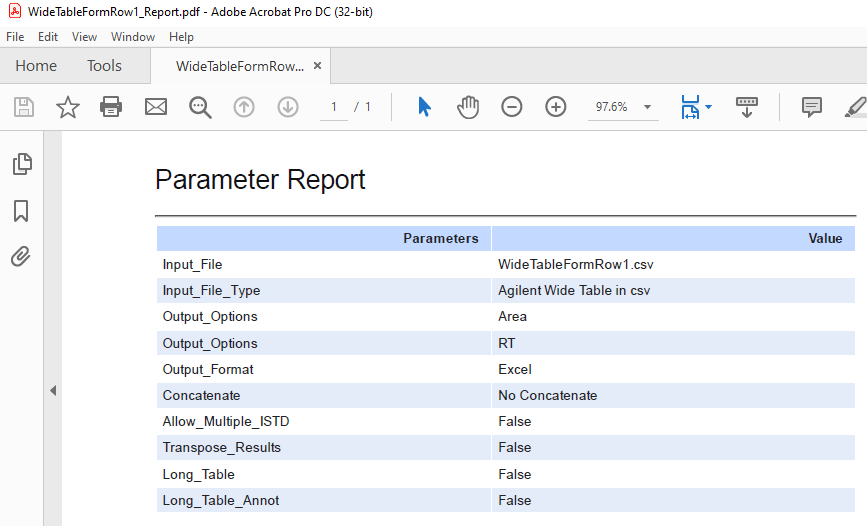 WideTableFormRow1_Report.pdf - Adobe Acrobat Pro DC (32-bit)
File Edit View Window Help
Home Tools WideTableFormRow... ×
1 / 1 97.6%
Parameter Report
Parameters Value
Input_File WideTableFormRow1.csv
Input_File_Type Agilent Wide Table in csv
Output_Options Area
Output_Options RT
Output_Format Excel
Concatenate No Concatenate
Allow_Multiple_ISTD False
Transpose_Results False
Long_Table False
Long_Table_Annot False